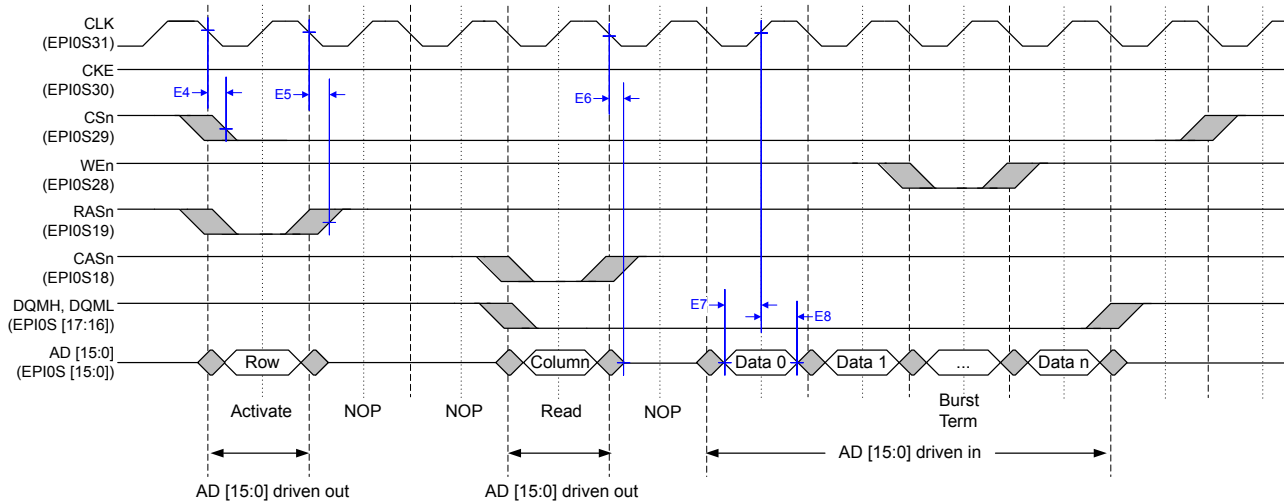 CLK
(EPI0S31)
CKE
(EPI0S30)
E4
E5
E6
CSn
(EPI0S29)
WEn
(EPI0S28)
RASn
(EPI0S19)
CASn
(EPI0S18)
DQMH, DQML
(EPI0S [17:16])
E7
E8
AD [15:0]
(EPI0S [15:0])
Row
Column
Data 0
Data 1
...
Data n
Activate
NOP
NOP
Read
NOP
Burst
Term
AD [15:0] driven in
AD [15:0] driven out
AD [15:0] driven out